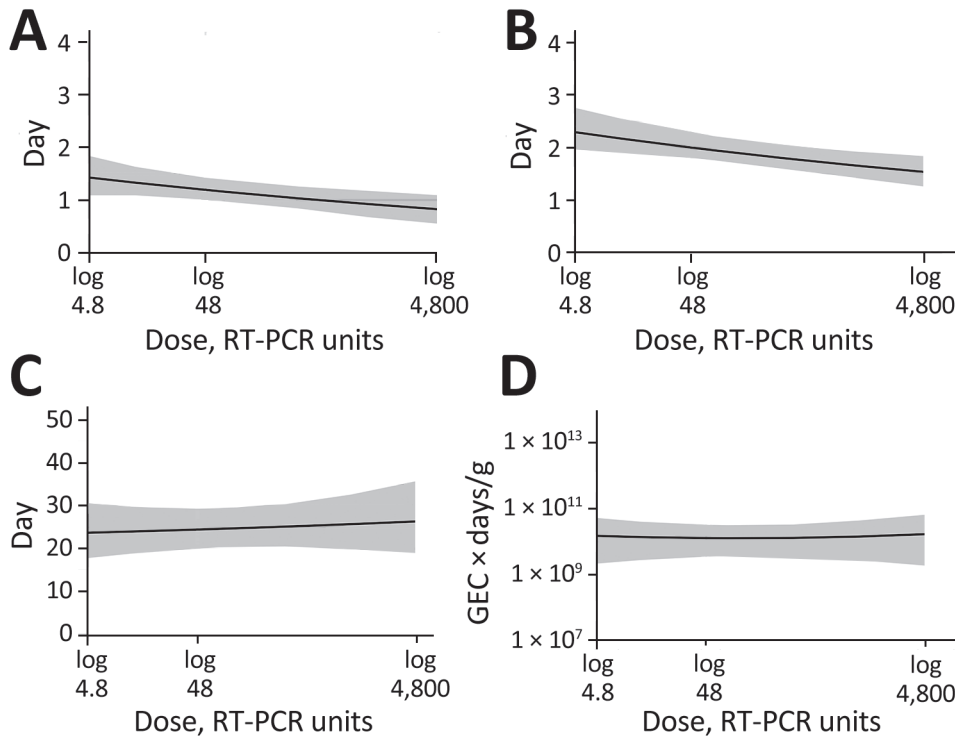 A
4
3
2
1
0
Day
log
4.8
log
48
log
4,800
Dose, RT-PCR units
B
4
3
2
1
0
Day
log
4.8
log
48
log
4,800
Dose, RT-PCR units
C
50
40
30
20
10
0
Day
log
4.8
log
48
log
4,800
Dose, RT-PCR units
D
1 × 10¹³
1 × 10¹¹
1 × 10⁹
1 × 10⁷
GEC × days/g
log
4.8
log
48
log
4,800
Dose, RT-PCR units